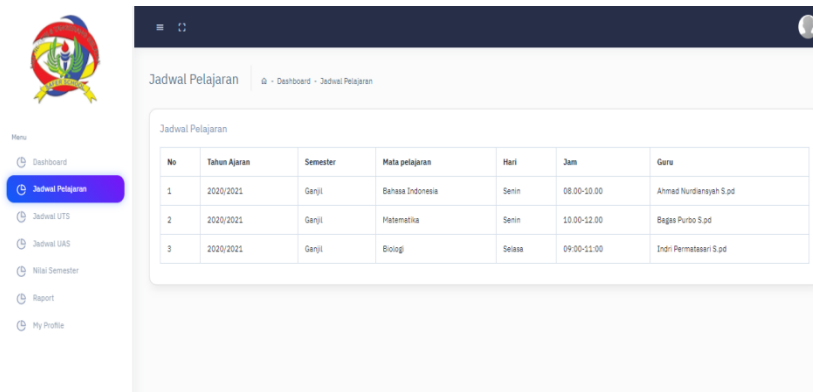 Menu
Dashboard
Jadwal Pelajaran
Jadwal UTS
Jadwal UAS
Nilai Semester
Raport
My Profile
Jadwal Pelajaran
- Dashboard - Jadwal Pelajaran
Jadwal Pelajaran
No Tahun Ajaran Semester Mata pelajaran Hari Jam Guru
1 2020/2021 Ganjil Bahasa Indonesia Senin 08.00-10.00 Ahmad Nurdiansyah S.pd
2 2020/2021 Ganjil Matematika Senin 10.00-12.00 Bagas Purbo S.pd
3 2020/2021 Ganjil Biologi Selasa 09:00-11:00 Indri Permatasari S.pd